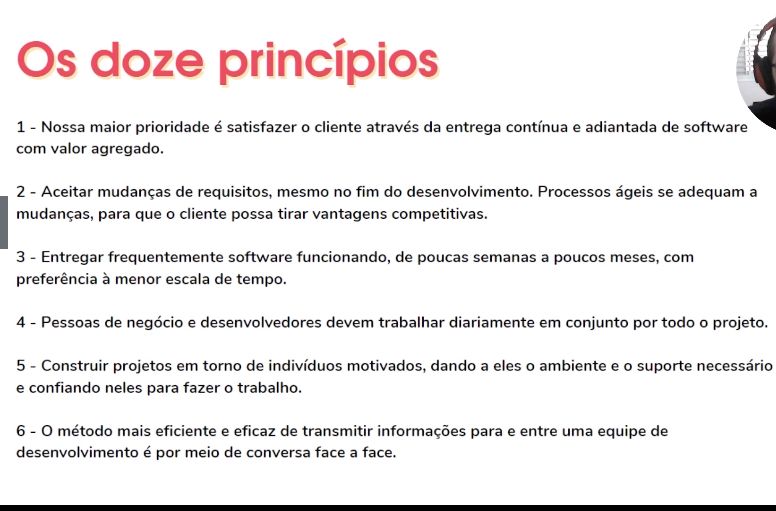 Os doze princípios
1 - Nossa maior prioridade é satisfazer o cliente através da entrega contínua e adiantada de software
com valor agregado.
2 - Aceitar mudanças de requisitos, mesmo no fim do desenvolvimento. Processos ágeis se adequam a
mudanças, para que o cliente possa tirar vantagens competitivas.
3 - Entregar frequentemente software funcionando, de poucas semanas a poucos meses, com
preferência à menor escala de tempo.
4 - Pessoas de negócio e desenvolvedores devem trabalhar diariamente em conjunto por todo o projeto.
5 - Construir projetos em torno de indivíduos motivados, dando a eles o ambiente e o suporte necessário
e confiando neles para fazer o trabalho.
6 - O método mais eficiente e eficaz de transmitir informações para e entre uma equipe de
desenvolvimento é por meio de conversa face a face.